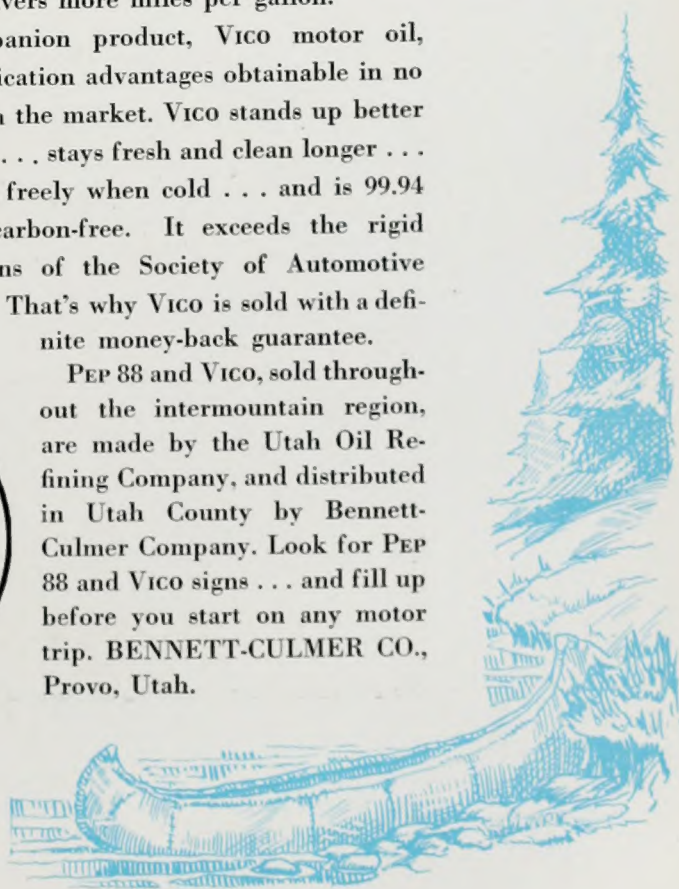 more miles per gallon.
product, VICO motor oil,
advantages obtainable in no
the market. VICO stands up better
. . . stays fresh and clean longer . . .
freely when cold . . . and is 99.94
carbon-free. It exceeds the rigid
of the Society of Automotive
That's why VICO is sold with a defi-
nite money-back guarantee.
PEP 88 and VICO, sold through-
out the intermountain region,
are made by the Utah Oil Re-
fining Company, and distributed
in Utah County by Bennett-
Culmer Company. Look for PEP
88 and VICO signs . . . and fill up
before you start on any motor
trip. BENNETT-CULMER CO.,
Provo, Utah.